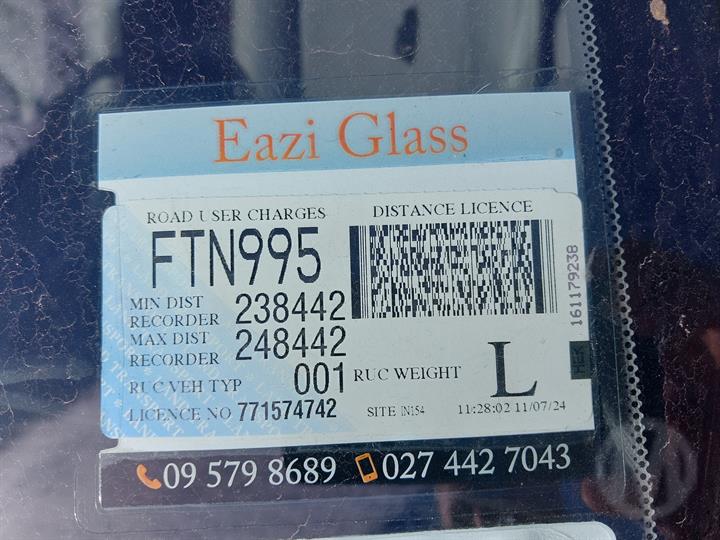 Eazi Glass
ROAD USER CHARGES DISTANCE LICENCE
FTN995
MIN DIST RECORDER 238442
MAX DIST RECORDER 248442
RUC VEH TYP 001 RUC WEIGHT L
LICENCE NO 771574742 SITE IN154 11:28:02 11/07/24
161179238
09 579 8689 027 442 7043